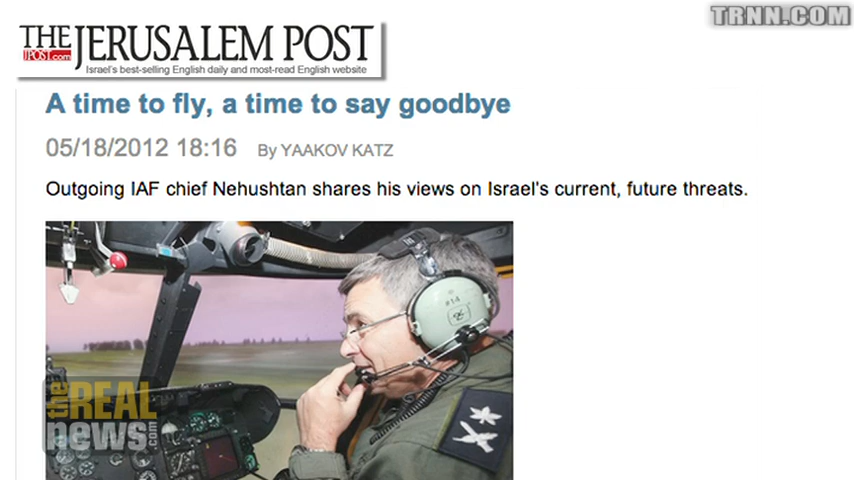 TRNN.COM
THE JERUSALEM POST
JPOST.com
Israel's best-selling English daily and most-read English website
A time to fly, a time to say goodbye
05/18/2012 18:16 By YAAKOV KATZ
Outgoing IAF chief Nehushtan shares his views on Israel's current, future threats.
#14
the REAL
news.com